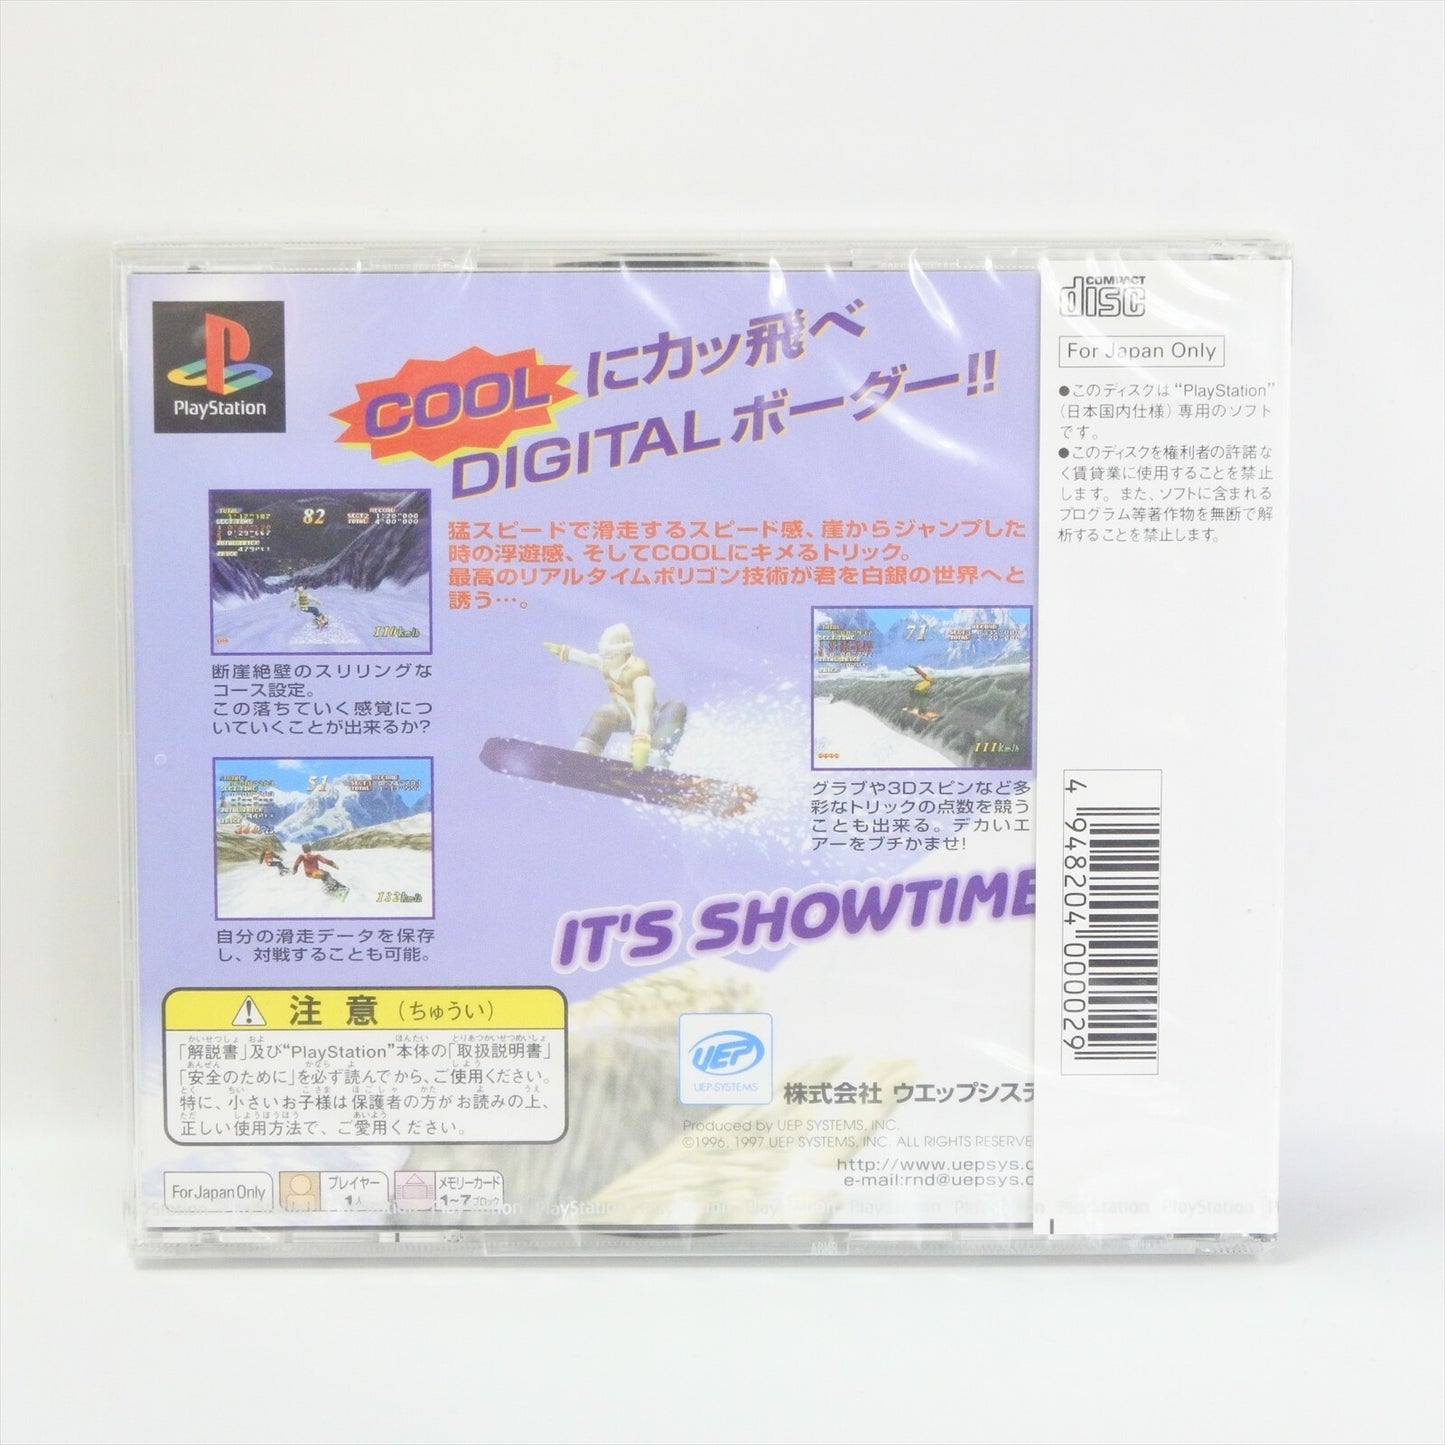 PlayStation
COOLにカッ飛べ
DIGITALボーダー!!
猛スピードで滑走するスピード感、崖からジャンプした
時の浮遊感、そしてCOOLにキメるトリック。
最高のリアルタイムポリゴン技術が君を白銀の世界へと
誘う…。
82
110km/h
断崖絶壁のスリリングな
コース設定。
この落ちていく感覚につ
いていくことが出来るか?
71
111km/h
グラブや3Dスピンなど多
彩なトリックの点数を競う
ことも出来る。デカいエ
アーをブチかませ!
51
132km/h
自分の滑走データを保存
し、対戦することも可能。
IT'S SHOWTIME
注意(ちゅうい)
「解説書」及び“PlayStation”本体の「取扱説明書」
「安全のために」を必ず読んでから、ご使用ください。
特に、小さいお子様は保護者の方がお読みの上、
正しい使用方法で、ご愛用ください。
UEP
UEP・SYSTEMS
株式会社 ウエップシステ
Produced by UEP SYSTEMS, INC.
©1996, 1997 UEP SYSTEMS, INC. ALL RIGHTS RESERVE
http://www.uepsys.c
e-mail:rnd@uepsys.c
For Japan Only
プレイヤー
1人
メモリーカード
1~7ブロック
COMPACT
disc
For Japan Only
●このディスクは“PlayStation”
(日本国内仕様)専用のソフト
です。
●このディスクを権利者の許諾な
く賃貸業に使用することを禁止
します。また、ソフトに含まれる
プログラム等著作物を無断で解
析することを禁止します。
4 948204 000029